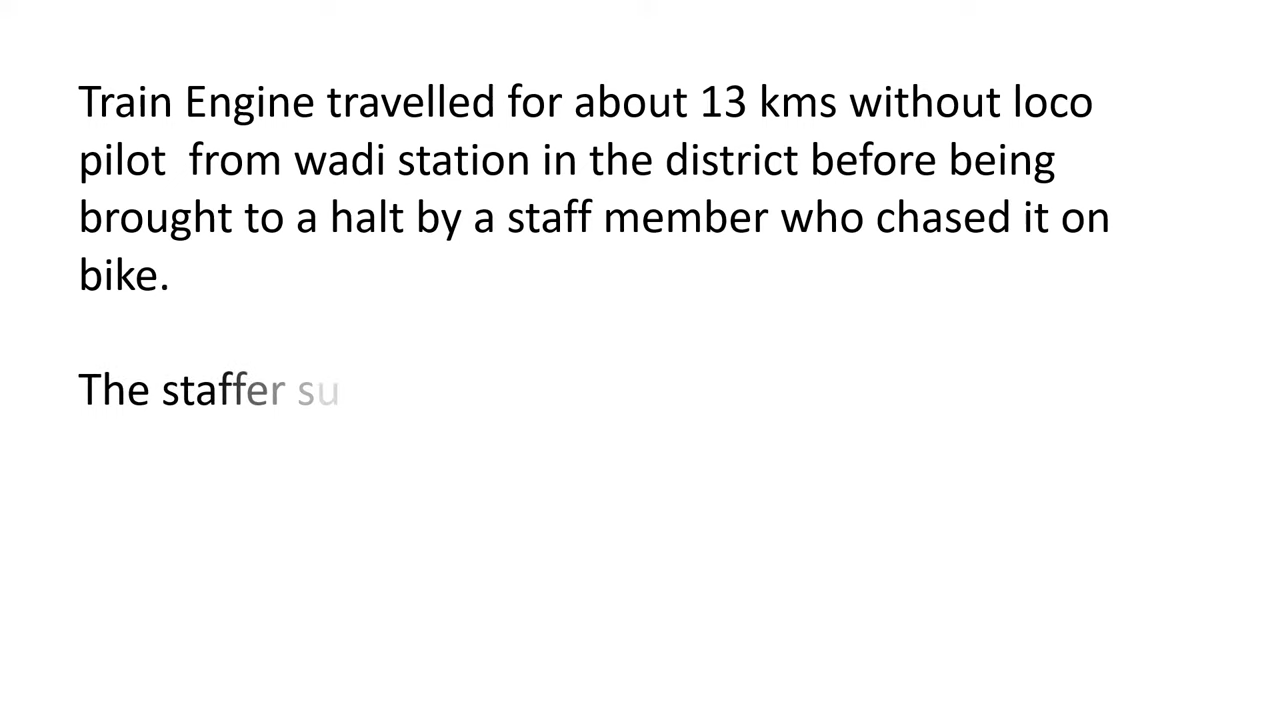 Train Engine travelled for about 13 kms without loco
pilot  from wadi station in the district before being
brought to a halt by a staff member who chased it on
bike.
The staffer su